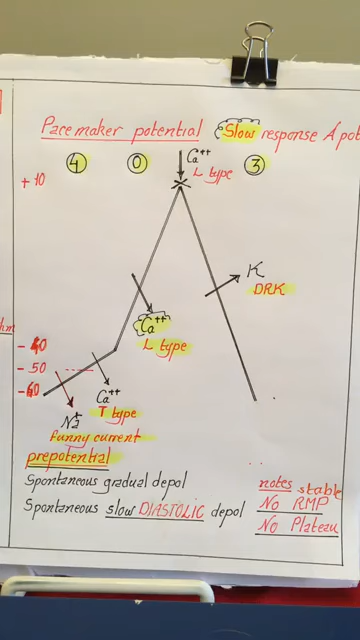 Pacemaker potential Slow response A pot
4 0 Ca++ 3
L type
+10
K
DRK
Ca++
L type
-40
-50
-60
Ca++
T type
Na+
funny current
prepotential
Spontaneous gradual depol
Spontaneous slow DIASTOLIC depol
notes stable
No RMP
No Plateau